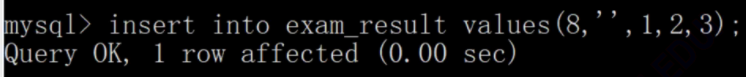 mysql> insert into exam_result values(8,'',1,2,3);
Query OK, 1 row affected (0.00 sec)